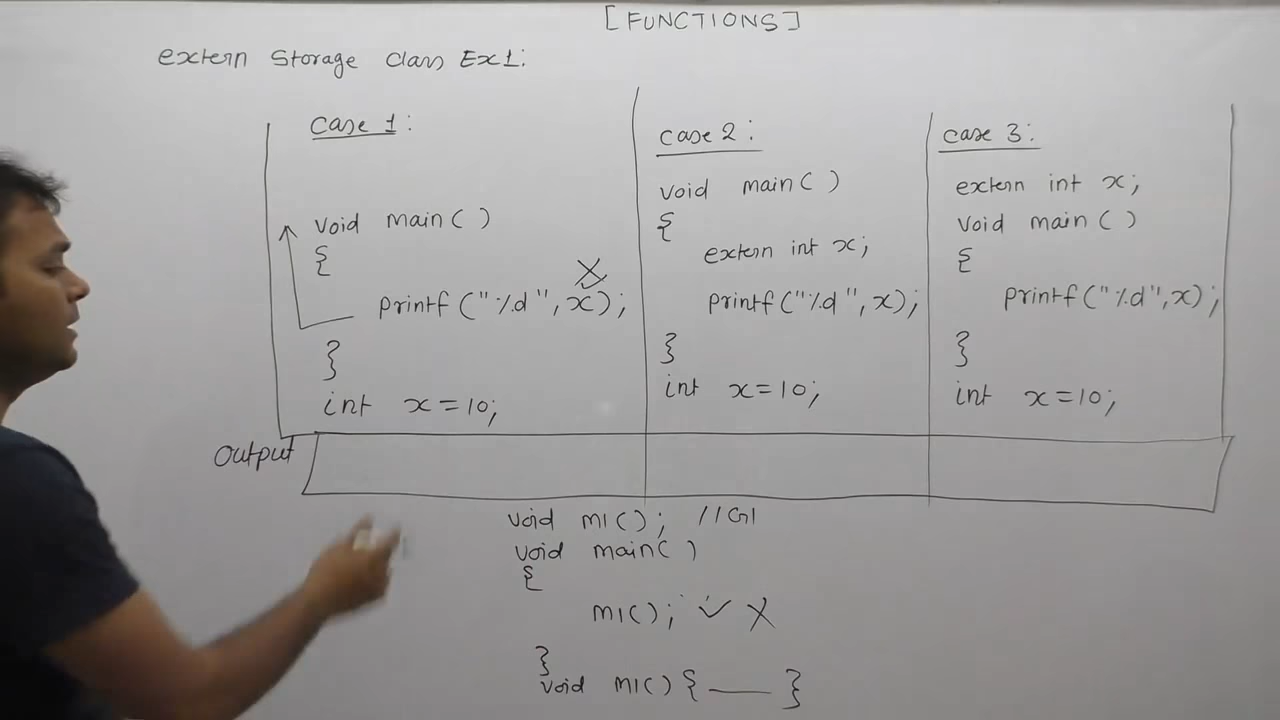 [FUNCTIONS]
extern Storage class Ex1:
Case 1:
void main( )
{
printf("%d", x); X
}
int x=10;
Case 2:
void main( )
{
extern int x;
printf("%d", x);
}
int x=10;
Case 3:
extern int x;
void main( )
{
printf("%d", x);
}
int x=10;
Output
void m1( ); //G1
void main( )
{
m1( ); ✓ X
}
void m1( ) { —— }